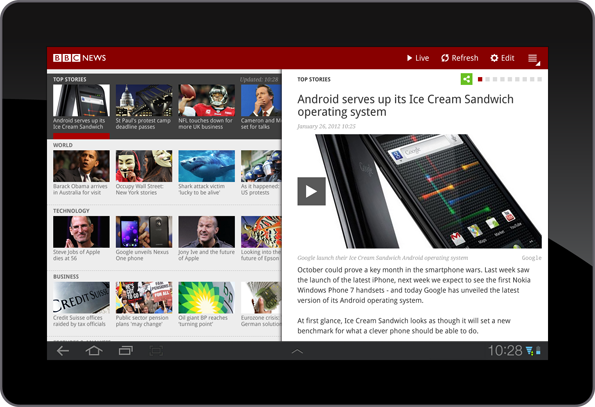 BBC NEWS
Live
Refresh
Edit
TOP STORIES
Updated: 10:28
Android serves up its
Ice Cream Sandwich
St Paul's protest camp
deadline passes
NFL touches down for
more UK business
Cameron and M
set for talks
WORLD
Barack Obama arrives
in Australia for visit
Occupy Wall Street:
New York stories
Shark attack victim
'lucky to be alive'
As it happened:
US protests
TECHNOLOGY
Steve Jobs of Apple
dies at 56
Google unveils Nexus
One phone
Jony Ive and the future
of Apple
Looking into the
future of Epson
BUSINESS
CREDIT SUISSE
Credit Suisse offices
raided by tax officials
Public sector pension
plans 'may change'
Oil giant BP reaches
'turning point'
Eurozone crisis:
German solution
TOP STORIES
Android serves up its Ice Cream Sandwich
operating system
January 26, 2012 10:25
Google
Google launch their Ice Cream Sandwich Android operating system
Google
October could prove a key month in the smartphone wars. Last week saw
the launch of the latest iPhone, next week we expect to see the first Nokia
Windows Phone 7 handsets - and today Google has unveiled the latest
version of its Android operating system.
At first glance, Ice Cream Sandwich looks as though it will set a new
benchmark for what a clever phone should be able to do.
10:28